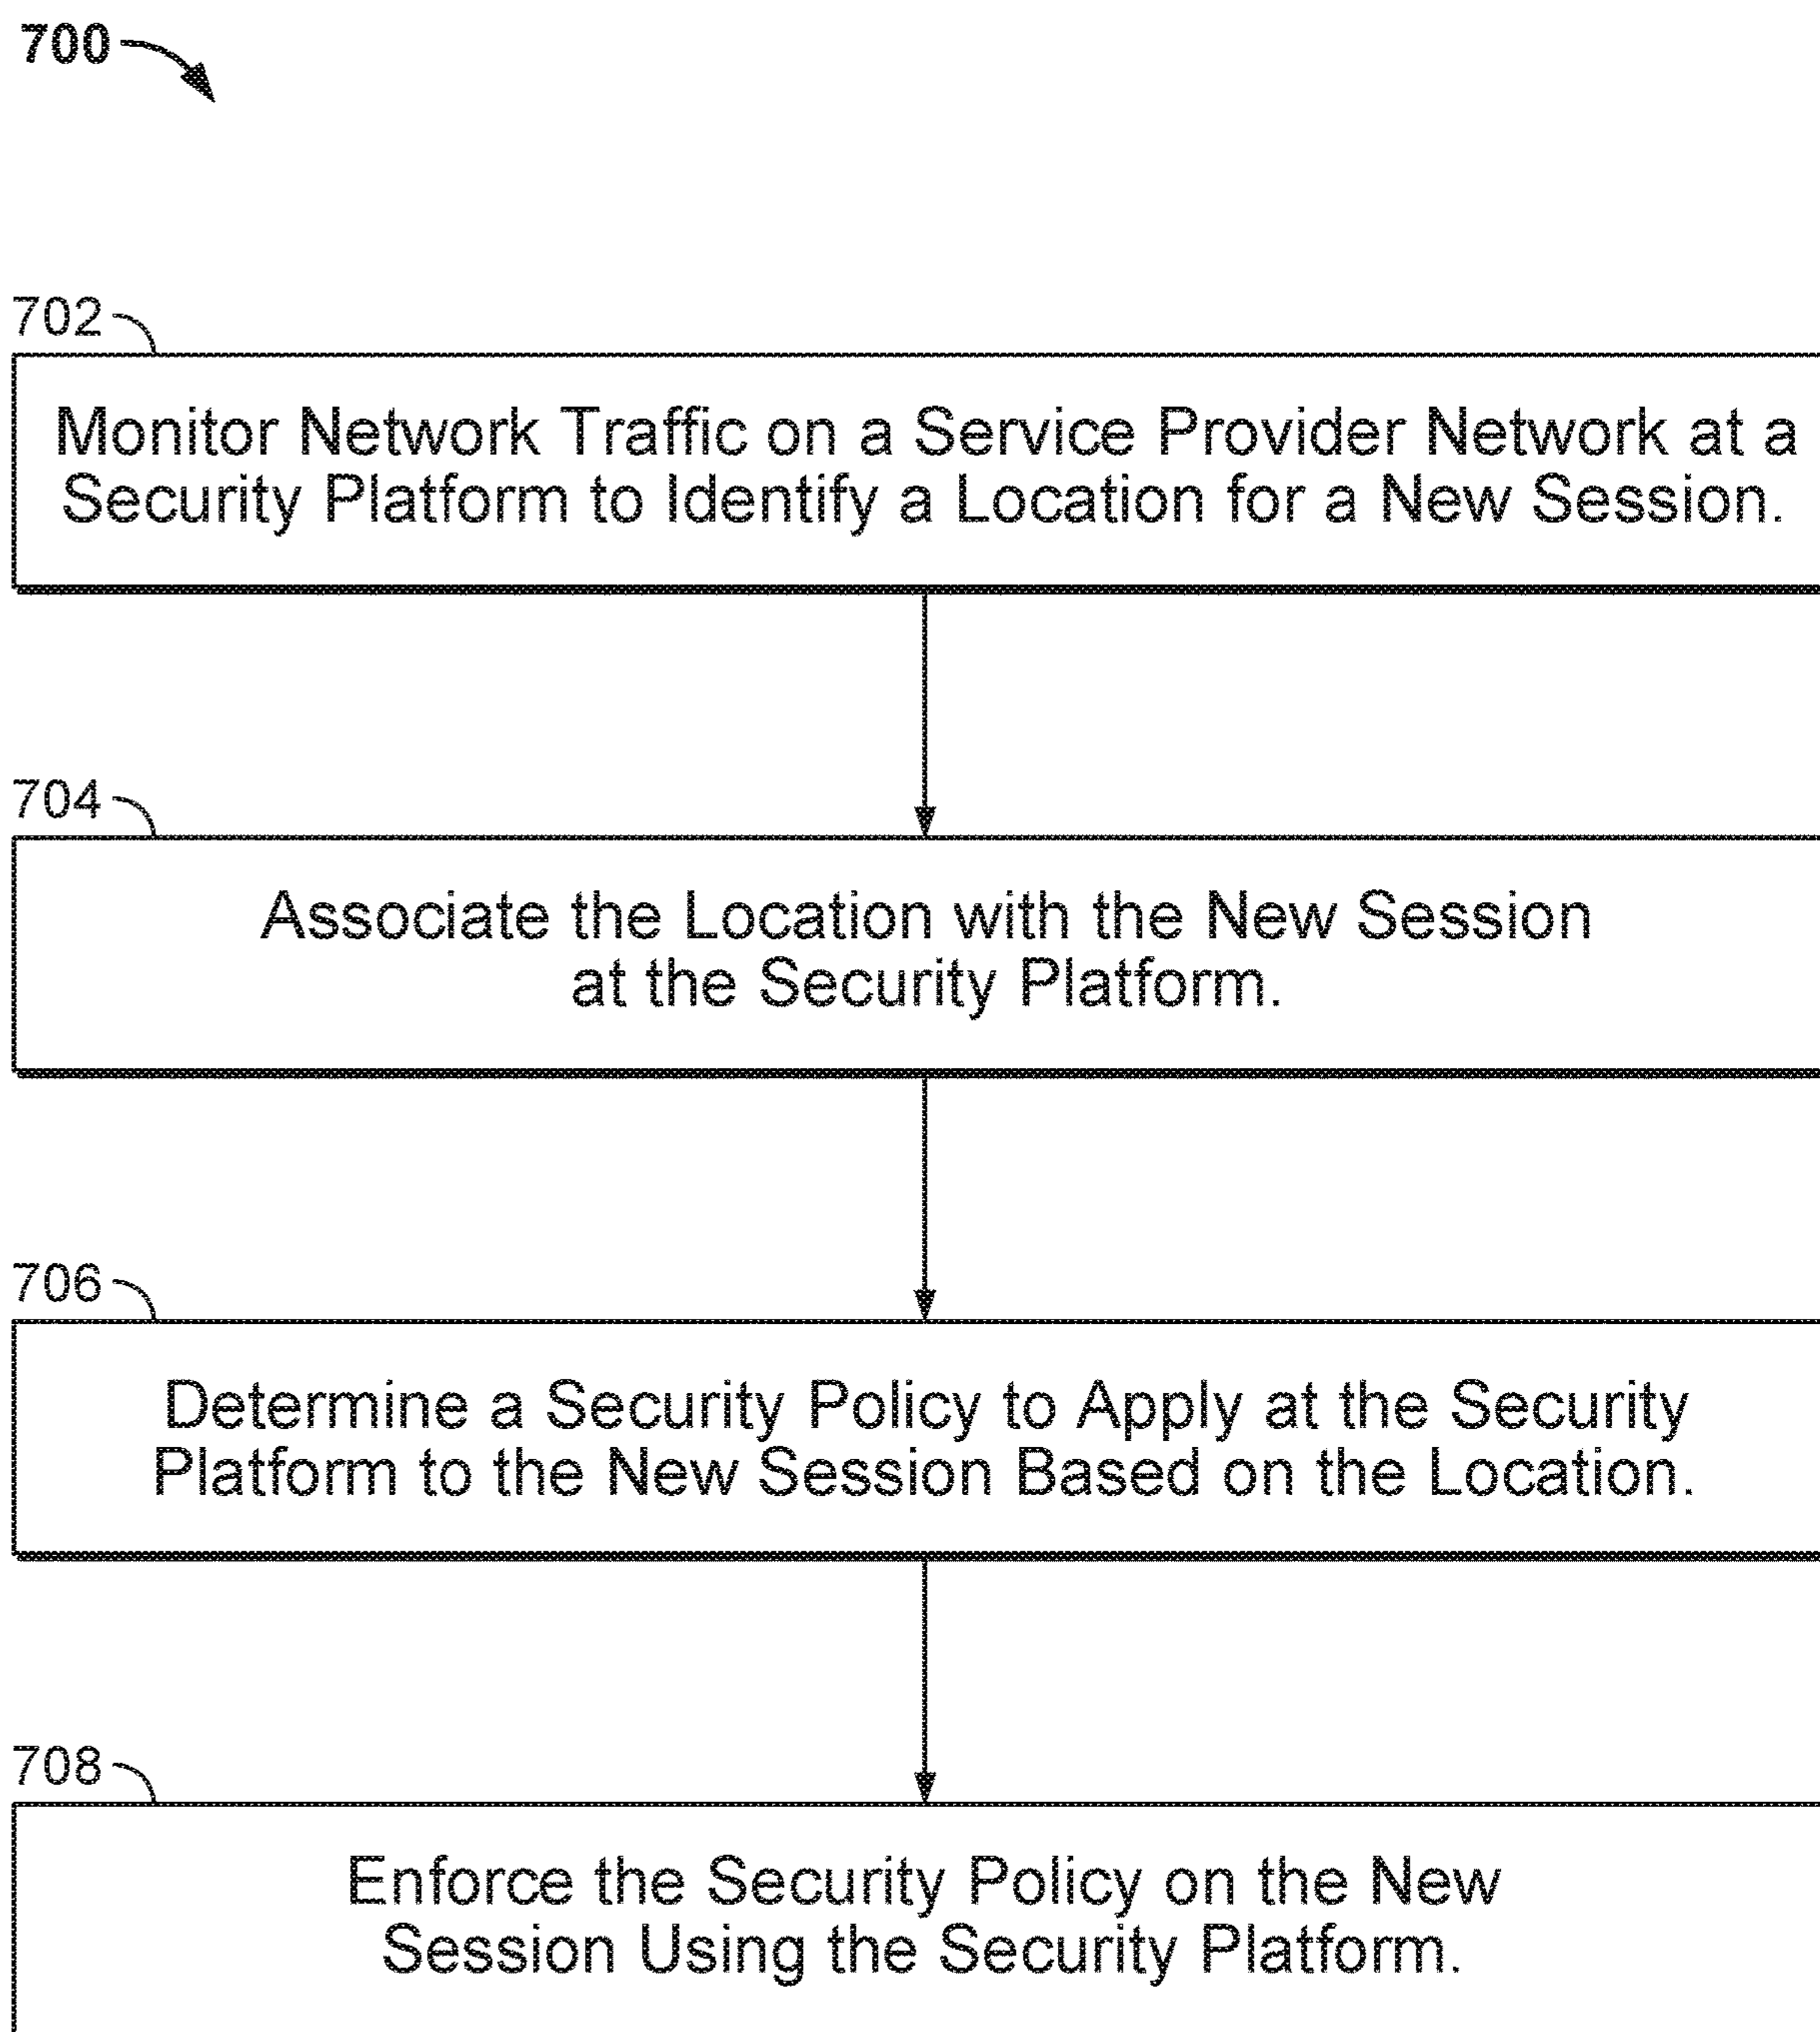 700
702
Monitor Network Traffic on a Service Provider Network at a
Security Platform to Identify a Location for a New Session.
704
Associate the Location with the New Session
at the Security Platform.
706
Determine a Security Policy to Apply at the Security
Platform to the New Session Based on the Location.
708
Enforce the Security Policy on the New
Session Using the Security Platform.